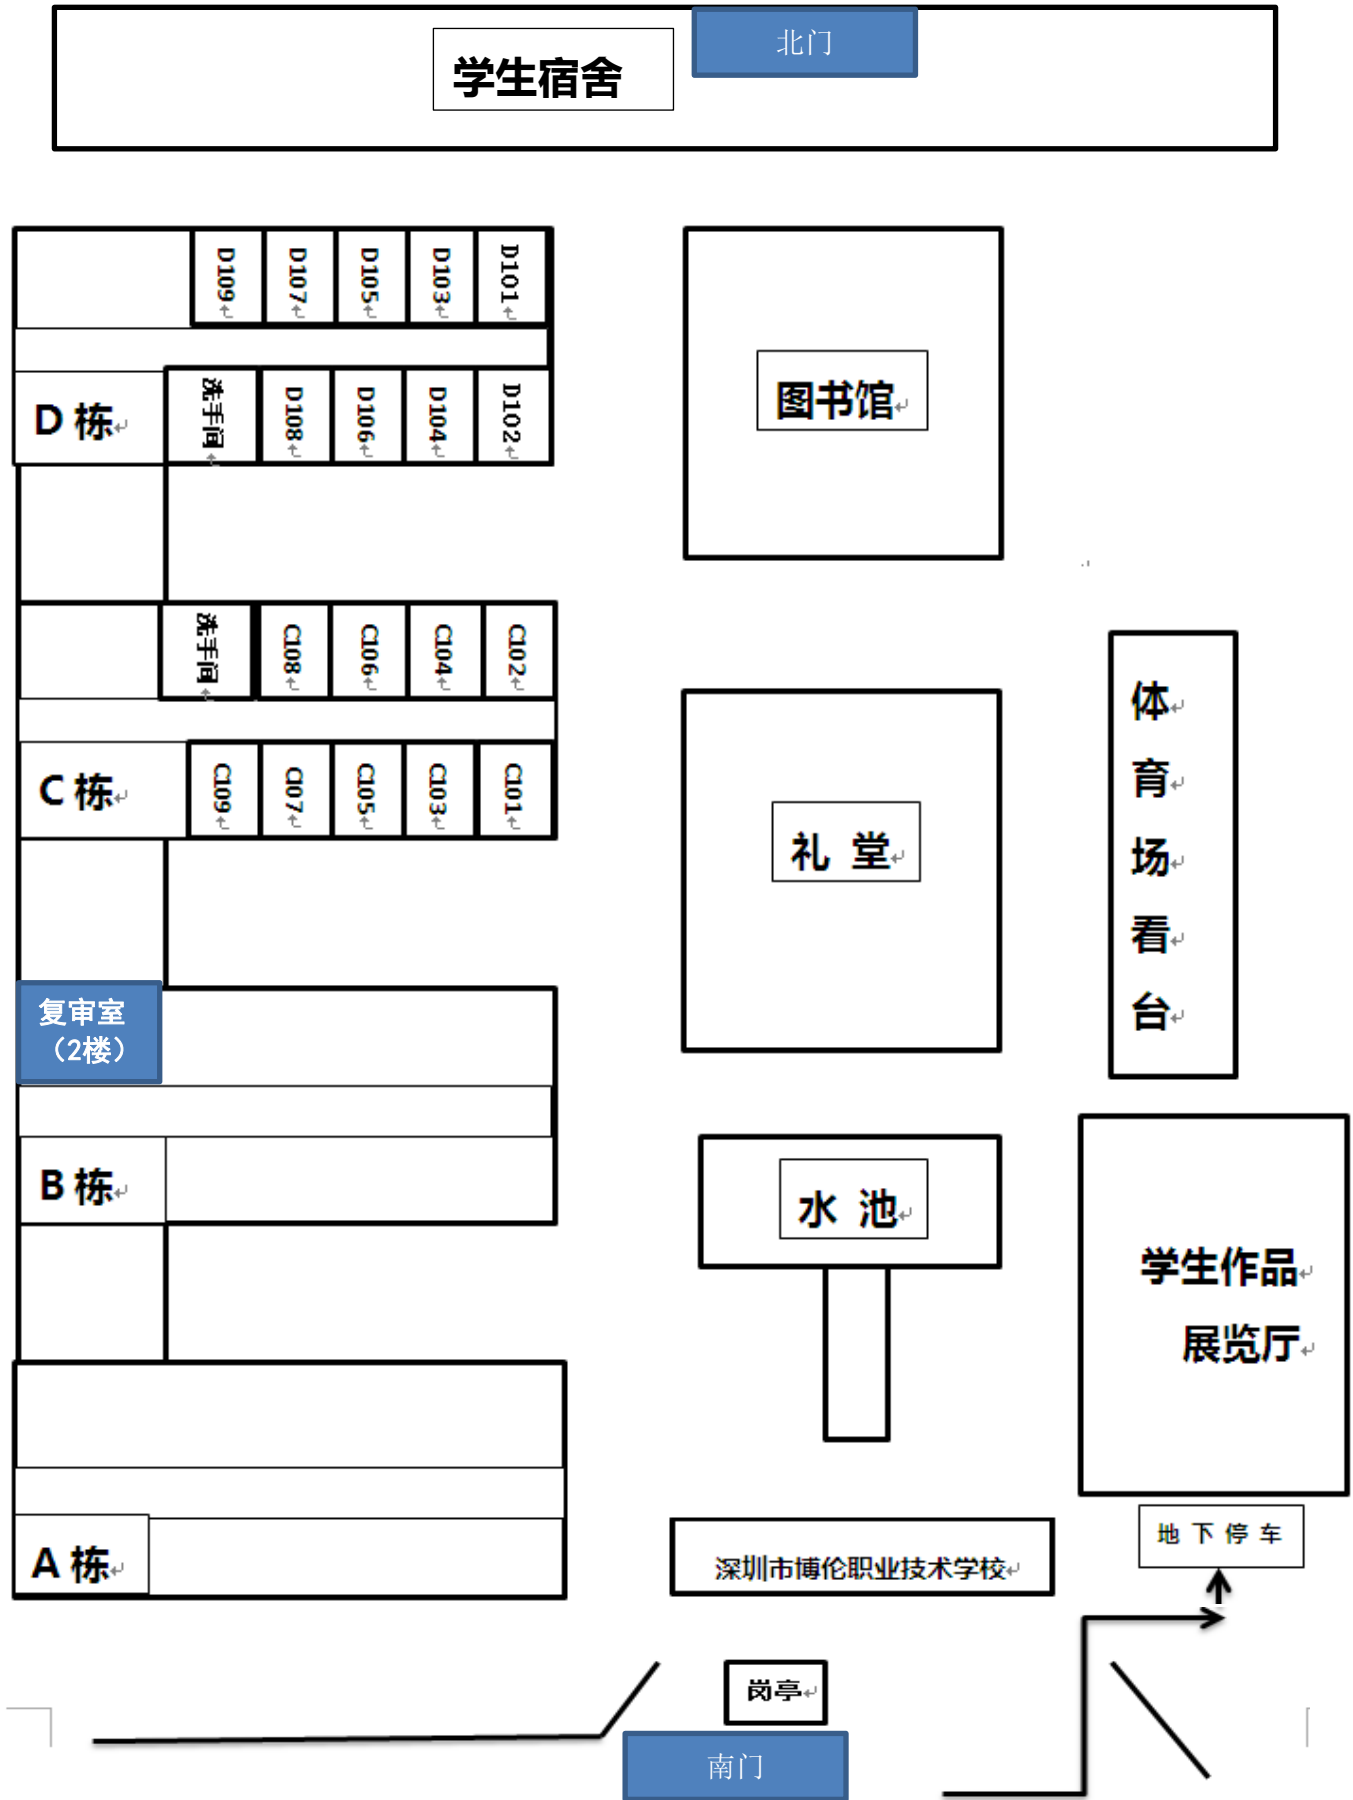 北门
学生宿舍
D109
D107
D105
D103
D101
D栋
洗手间
D108
D106
D104
D102
图书馆
洗手间
C108
C106
C104
C102
C栋
C109
C107
C105
C103
C101
礼 堂
体
育
场
看
台
复审室
(2楼)
B栋
水 池
学生作品
展览厅
A栋
深圳市博伦职业技术学校
地下停车
岗亭
南门